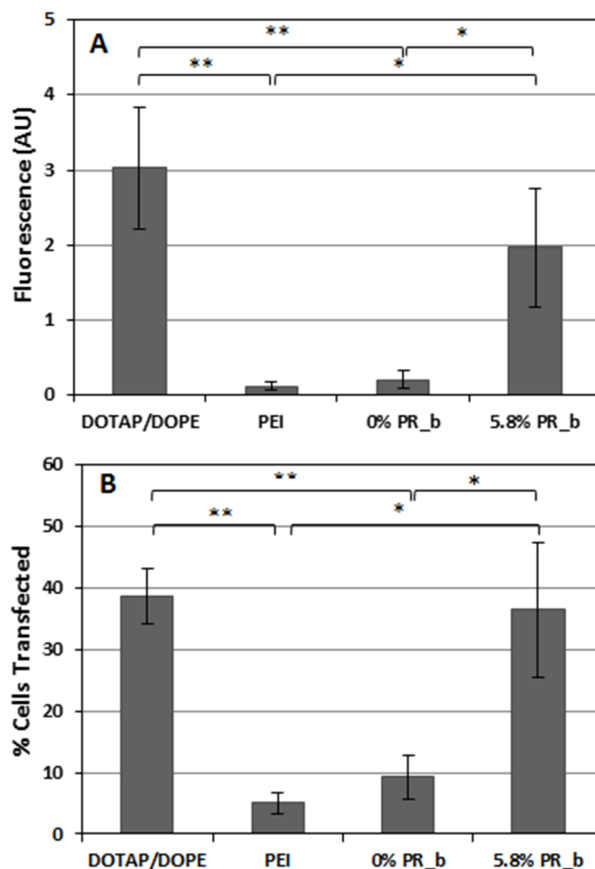 A
5
4
3
2
1
0
Fluorescence (AU)
** *
** *
DOTAP/DOPE PEI 0% PR_b 5.8% PR_b
B
60
50
40
30
20
10
0
% Cells Transfected
** *
** *
DOTAP/DOPE PEI 0% PR_b 5.8% PR_b